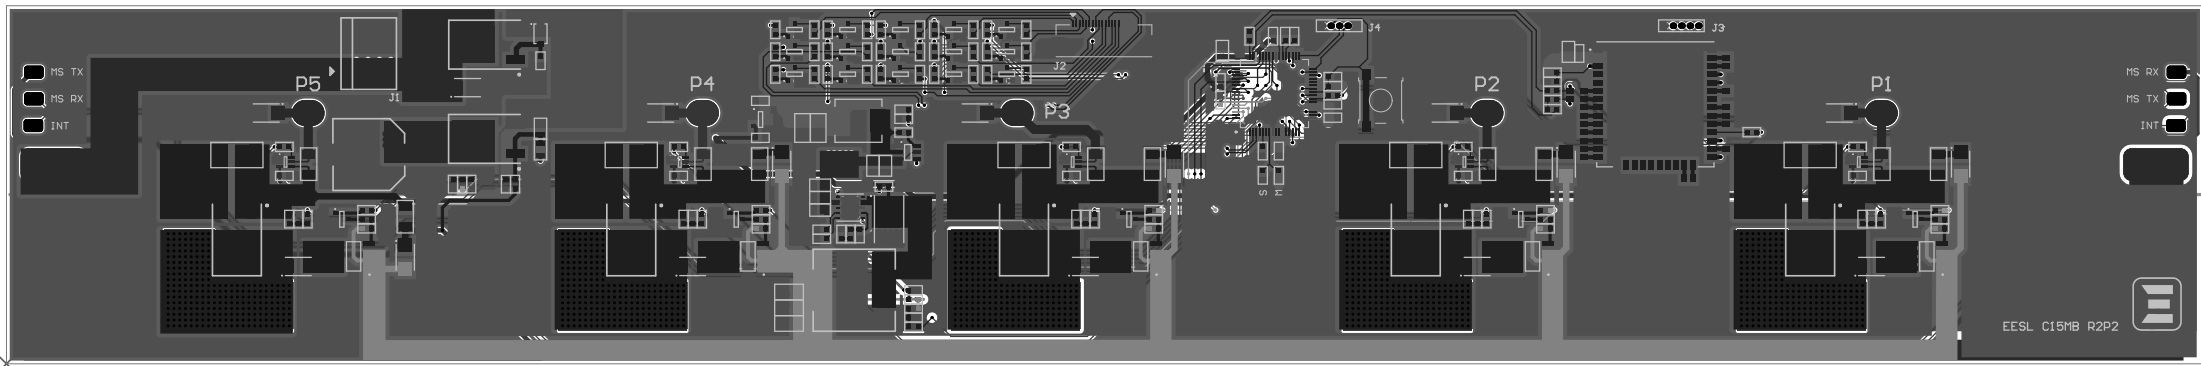 J4
J3
MS TX
MS RX
INT
P5
J1
P4
J2
P3
P2
P1
MS RX
MS TX
INT
S
M
EESL C15MB R2P2